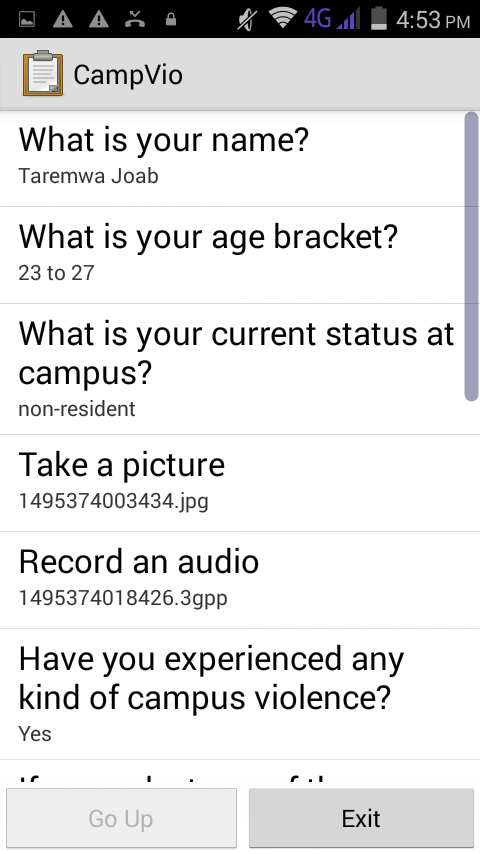 4G 4:53 PM
CampVio
What is your name?
Taremwa Joab
What is your age bracket?
23 to 27
What is your current status at
campus?
non-resident
Take a picture
1495374003434.jpg
Record an audio
1495374018426.3gpp
Have you experienced any
kind of campus violence?
Yes
Go Up Exit